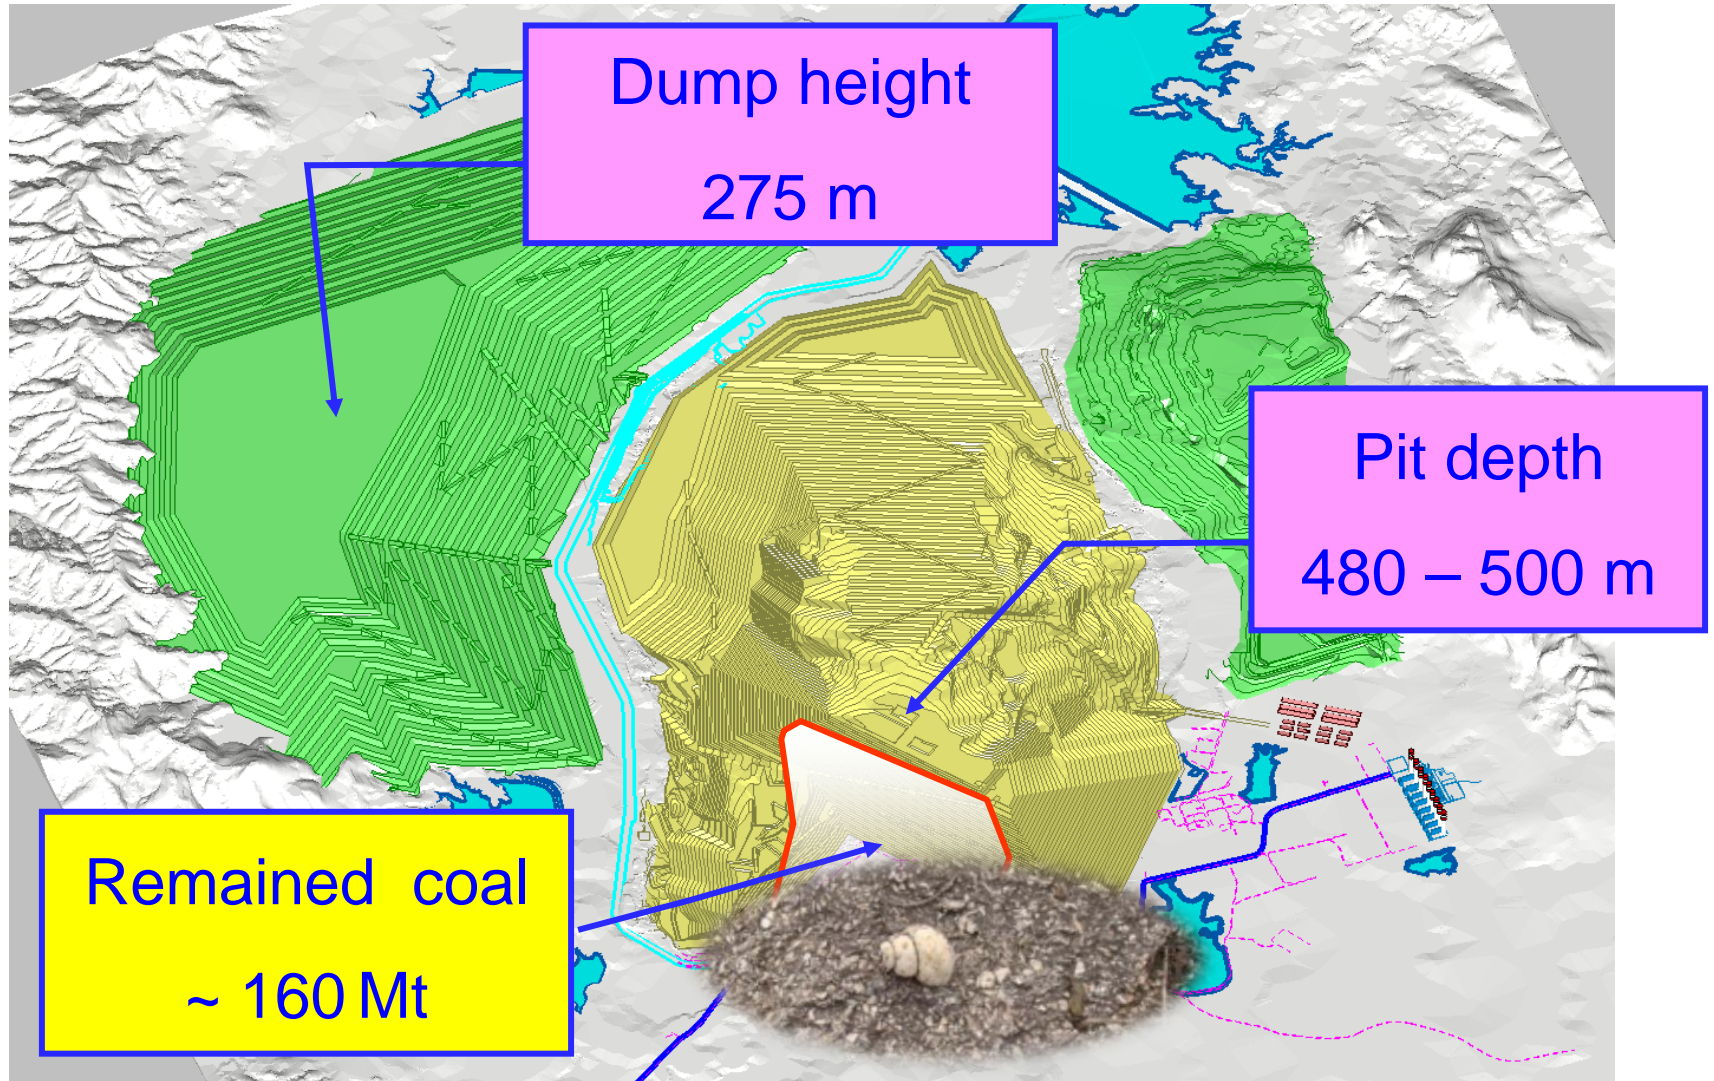 Dump height
275 m
Pit depth
480 – 500 m
Remained coal
~ 160 Mt